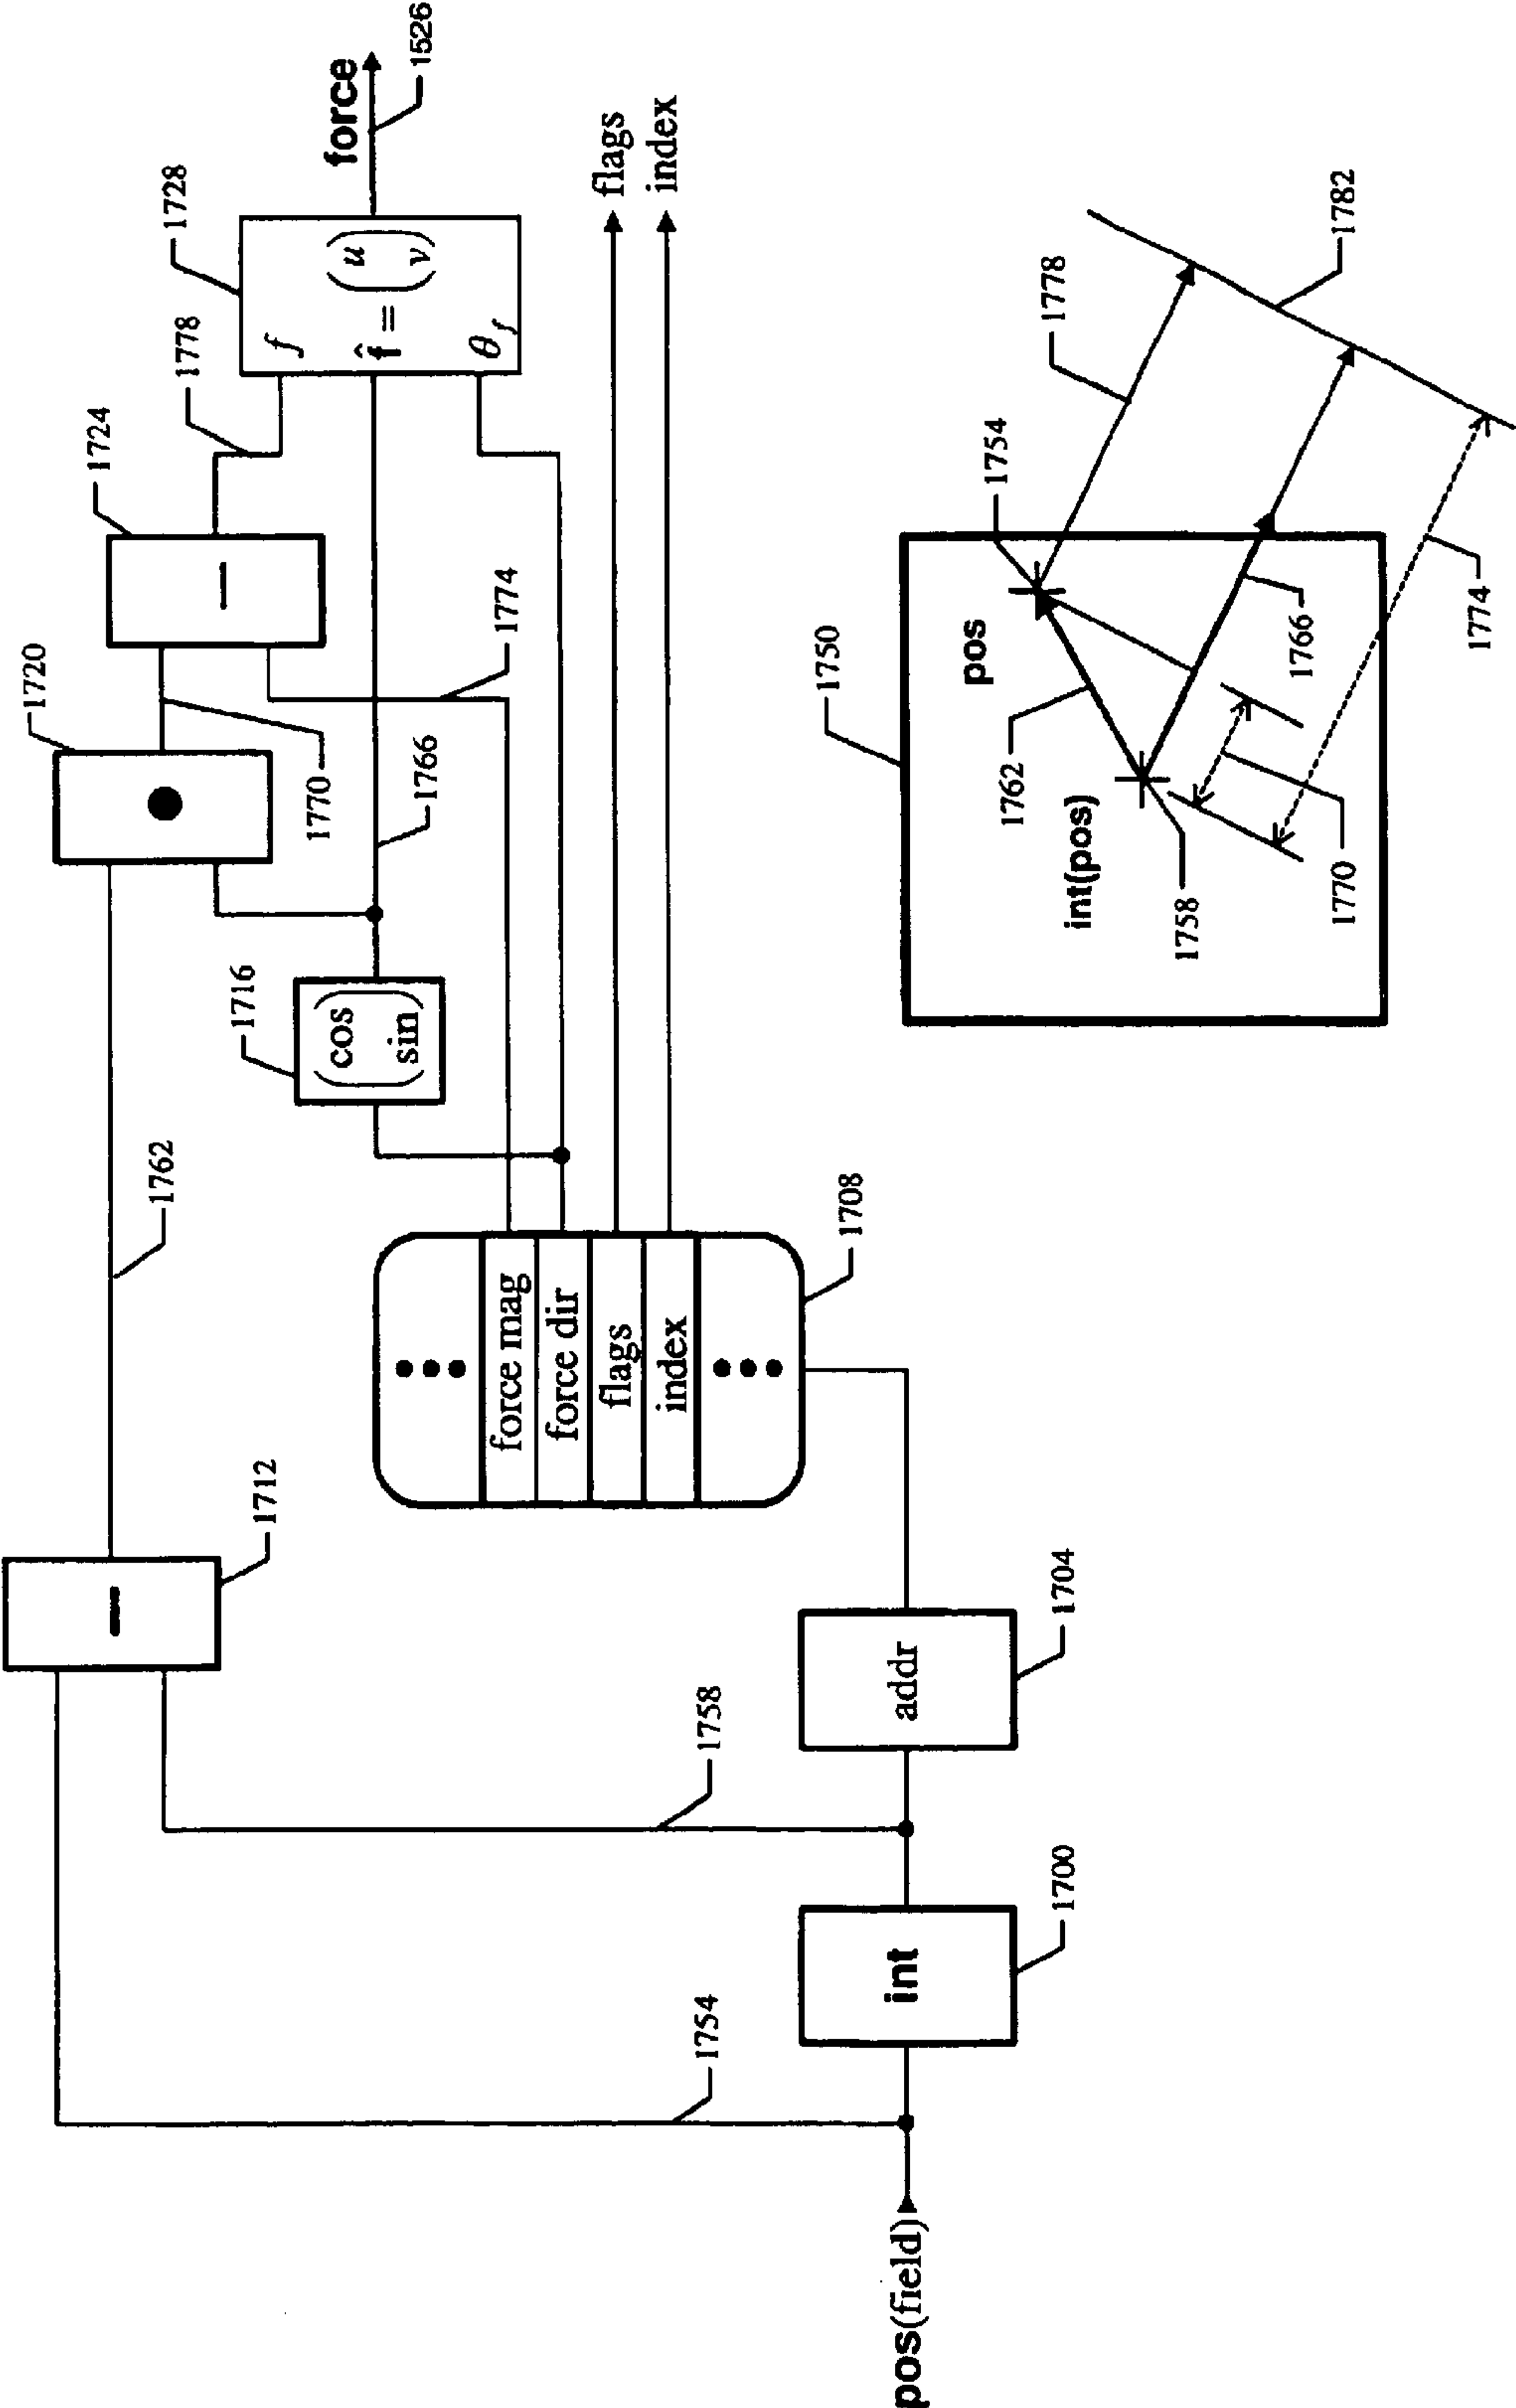 pos(field)
1754
int
1700
1758
addr
1704
−
1712
1762
force mag
force dir
flags
index
1708
cos
sin
1716
1766
●
1720
1770
−
1724
1774
1778
f
f̂ = (u
v)
θf
1728
force
1526
flags
index
1750
pos
1754
int(pos)
1758
1762
1766
1770
1774
1778
1782